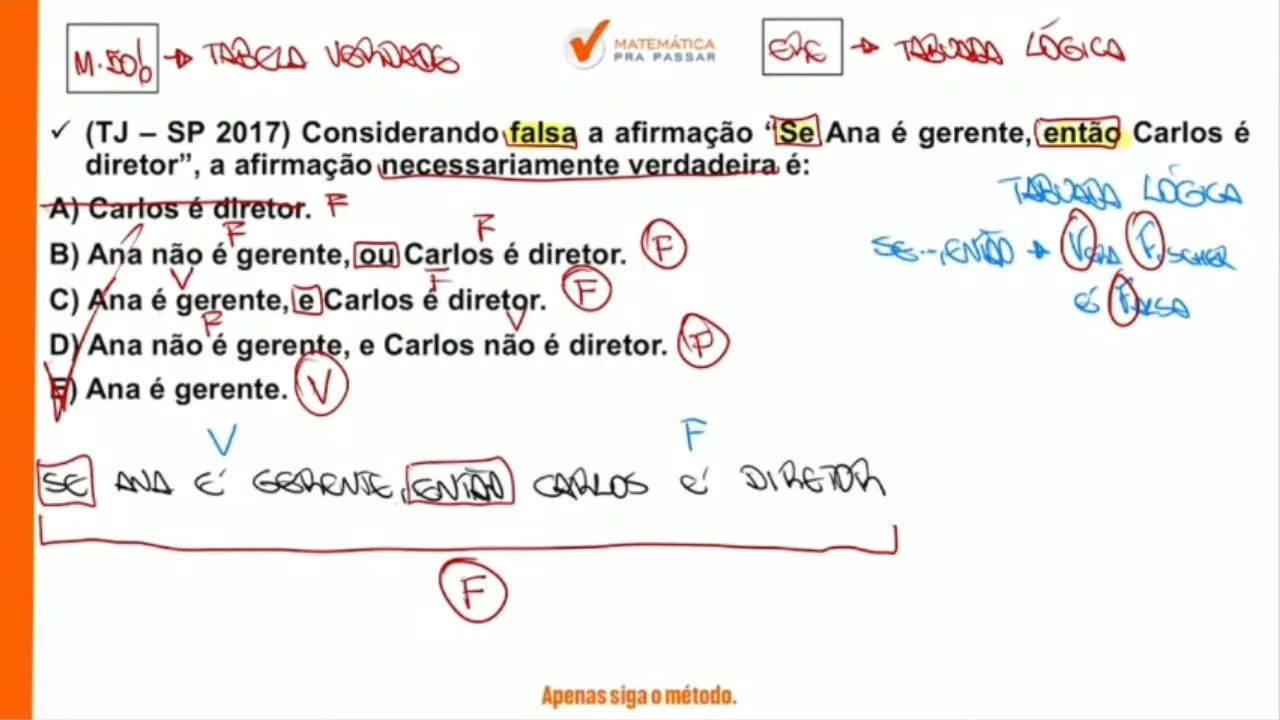 M.50% → TABELA VERDADE
MATEMÁTICA
PRA PASSAR
EPE → TABUADA LÓGICA
✓ (TJ – SP 2017) Considerando falsa a afirmação “Se Ana é gerente, então Carlos é
diretor”, a afirmação necessariamente verdadeira é:
TABUADA LÓGICA
A) Carlos é diretor. F
F F
B) Ana não é gerente, ou Carlos é diretor. F
SE..., ENTÃO → VERA FISCHER
V F
C) Ana é gerente, e Carlos é diretor. F
É FALSA
F V
D) Ana não é gerente, e Carlos não é diretor. F
E) Ana é gerente. V
V F
SE ANA É GERENTE, ENTÃO CARLOS É DIRETOR
F
Apenas siga o método.